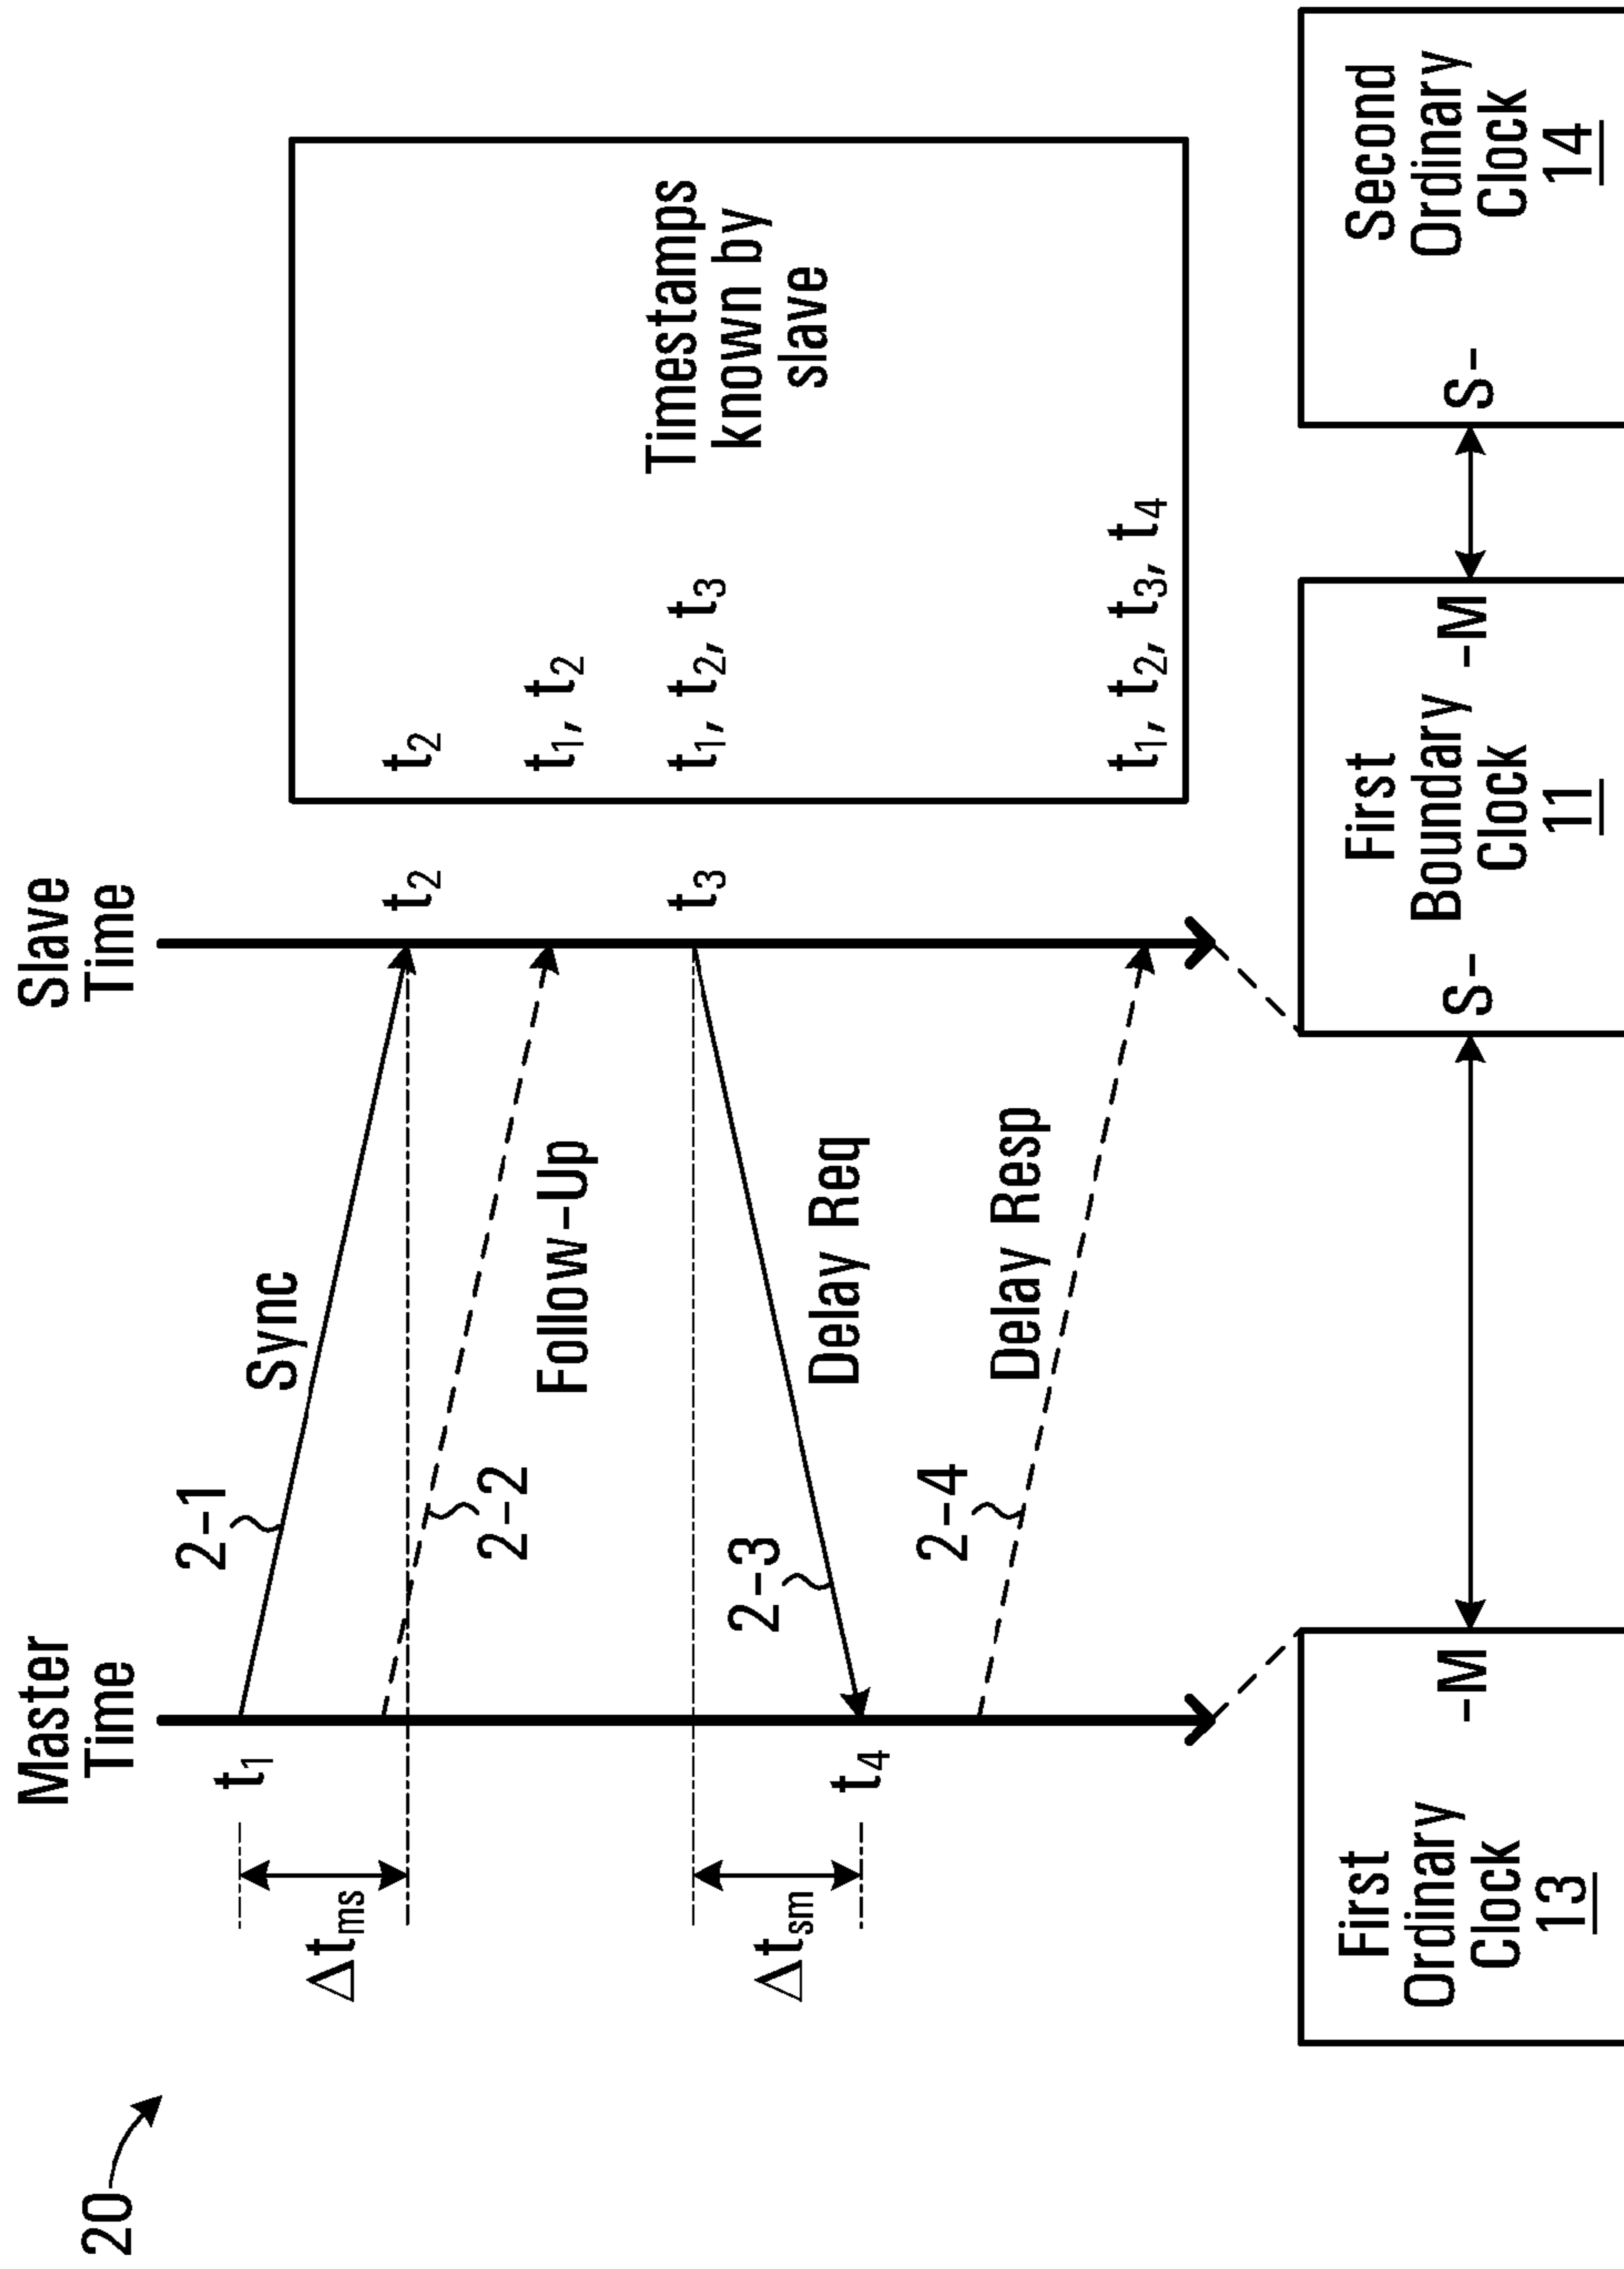 20
Master
Time
Slave
Time
t1
Δtms
2-1
Sync
t2
t2
2-2
Follow-Up
t1, t2
Timestamps
known by
slave
2-3
Delay Req
t3
t1, t2, t3
Δtsm
t4
2-4
Delay Resp
t1, t2, t3, t4
First
Ordinary
Clock
13
-M
S-
First
Boundary
Clock
11
-M
S-
Second
Ordinary
Clock
14